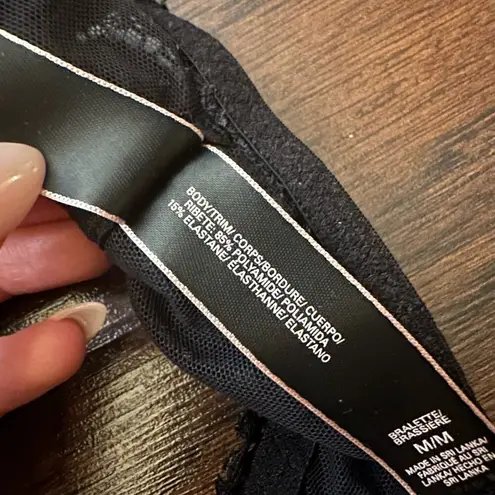 BODY/TRIM/ CORPS/BORDURE/ CUERPO/
RIBETE: 85% POLYAMIDE/ POLIAMIDA
15% ELASTANE/ ELASTHANNE/ ELASTANO
BRALETTE/
BRASSIERE
M/M
MADE IN SRI LANKA/
FABRIQUÉ AU SRI
LANKA/ HECHO EN
SRI LANKA